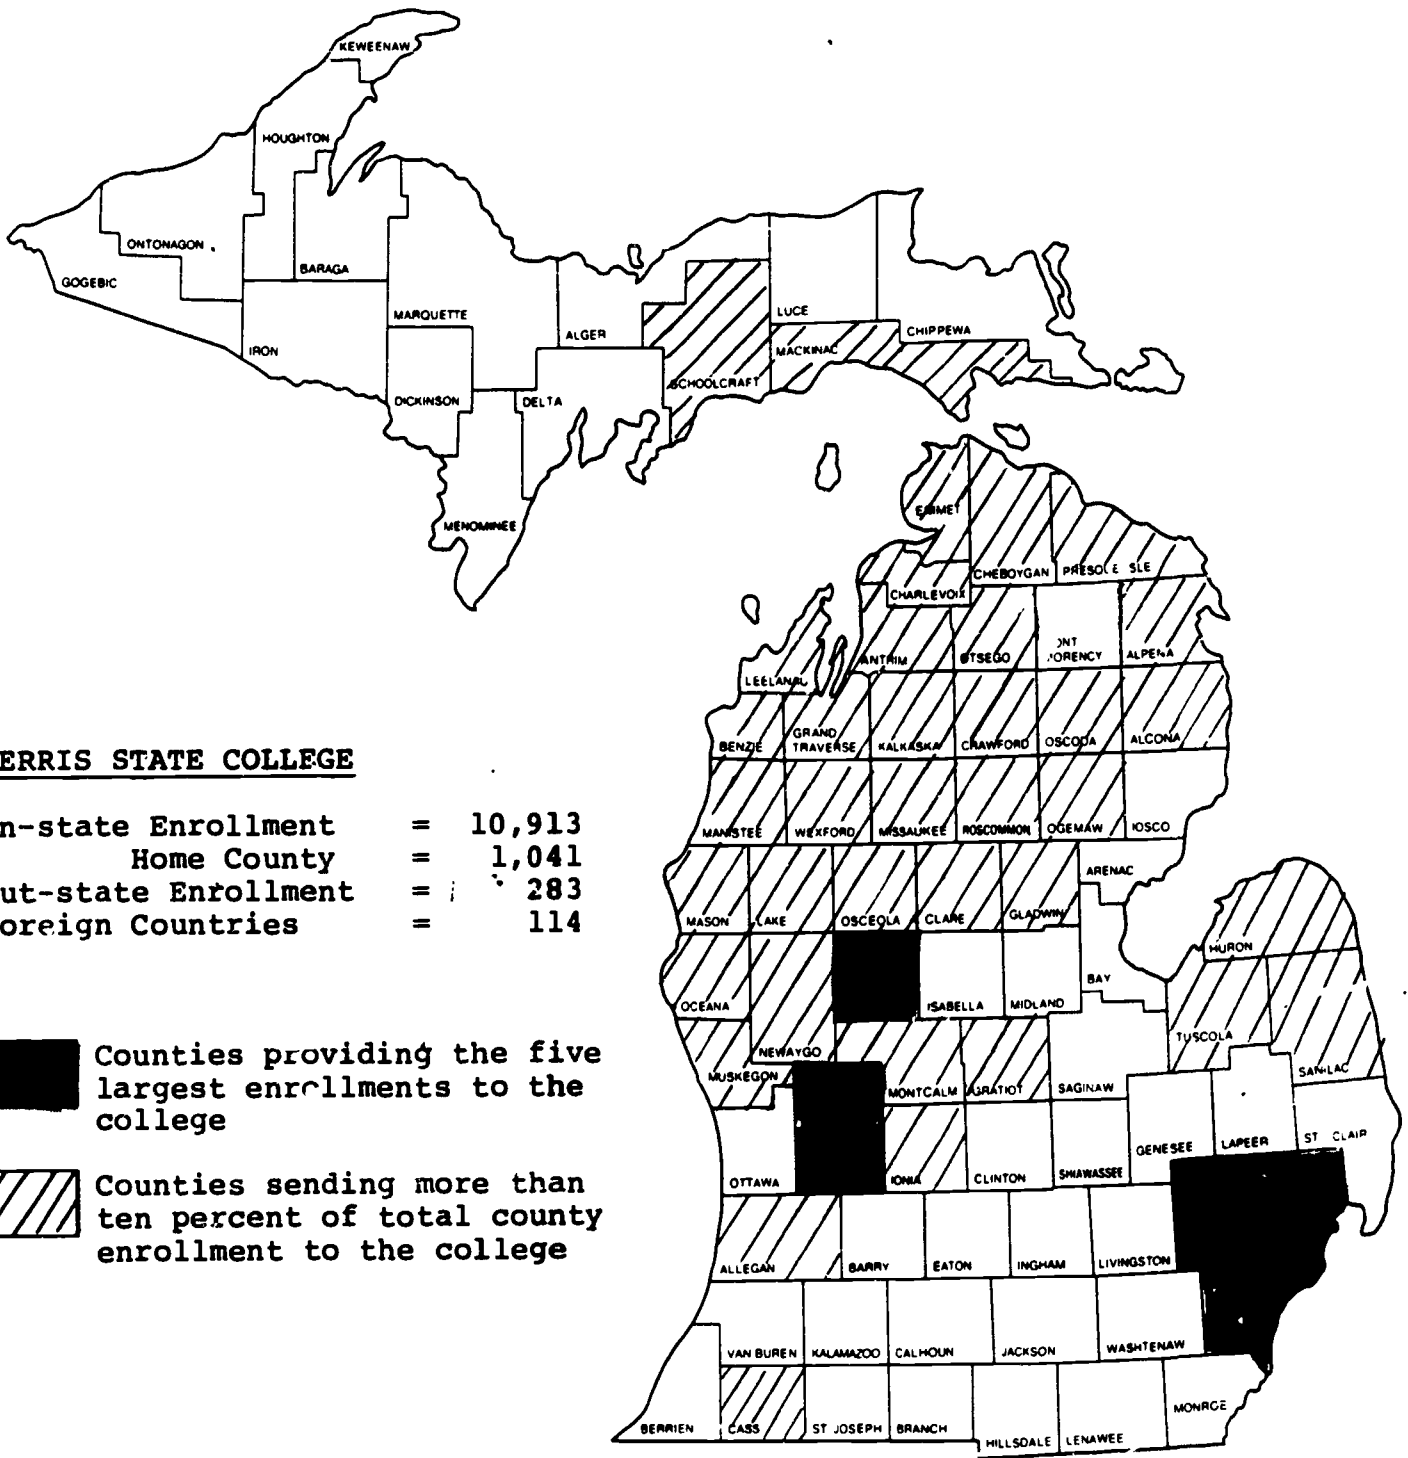 KEWEENAW
HOUGHTON
ONTONAGON
BARAGA
GOGEBIC
MARQUETTE
LUCE
IRON
ALGER
CHIPPEWA
MACKINAC
SCHOOLCRAFT
DICKINSON
DELTA
MENOMINEE
EMMET
CHEBOYGAN
PRESQUE ISLE
CHARLEVOIX
ANTRIM
OTSEGO
ONT
ORENCY
ALPENA
LEELANAU
BENZIE
GRAND
TRAVERSE
KALKASKA
CRAWFORD
OSCODA
ALCONA
ERRIS STATE COLLEGE
n-state Enrollment = 10,913
Home County = 1,041
ut-state Enrollment = 283
oreign Countries = 114
MANISTEE
WEXFORD
MISSAUKEE
ROSCOMMON
OGEMAW
IOSCO
ARENAC
MASON
LAKE
OSCEOLA
CLARE
GLADWIN
HURON
OCEANA
ISABELLA
MIDLAND
BAY
NEWAYGO
TUSCOLA
SANILAC
MUSKEGON
MONTCALM
GRATIOT
SAGINAW
Counties providing the five
largest enrollments to the
college
GENESEE
LAPEER
ST CLAIR
OTTAWA
IONIA
CLINTON
SHIAWASSEE
Counties sending more than
ten percent of total county
enrollment to the college
ALLEGAN
BARRY
EATON
INGHAM
LIVINGSTON
VAN BUREN
KALAMAZOO
CALHOUN
JACKSON
WASHTENAW
BERRIEN
CASS
ST JOSEPH
BRANCH
HILLSDALE
LENAWEE
MONROE